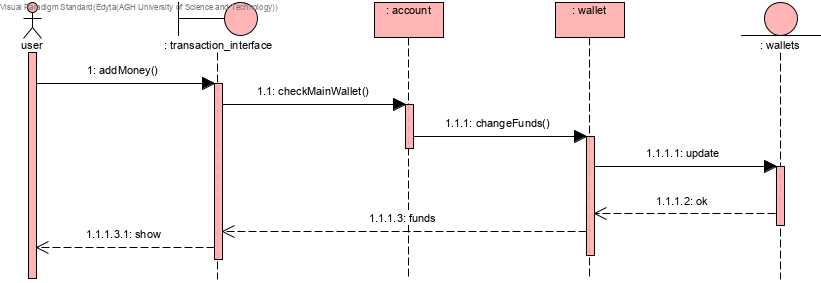 Visual Paradigm Standard(Edyta(AGH University of Science and Technology))
user
: transaction_interface
: account
: wallet
: wallets
1: addMoney()
1.1: checkMainWallet()
1.1.1: changeFunds()
1.1.1.1: update
1.1.1.2: ok
1.1.1.3: funds
1.1.1.3.1: show